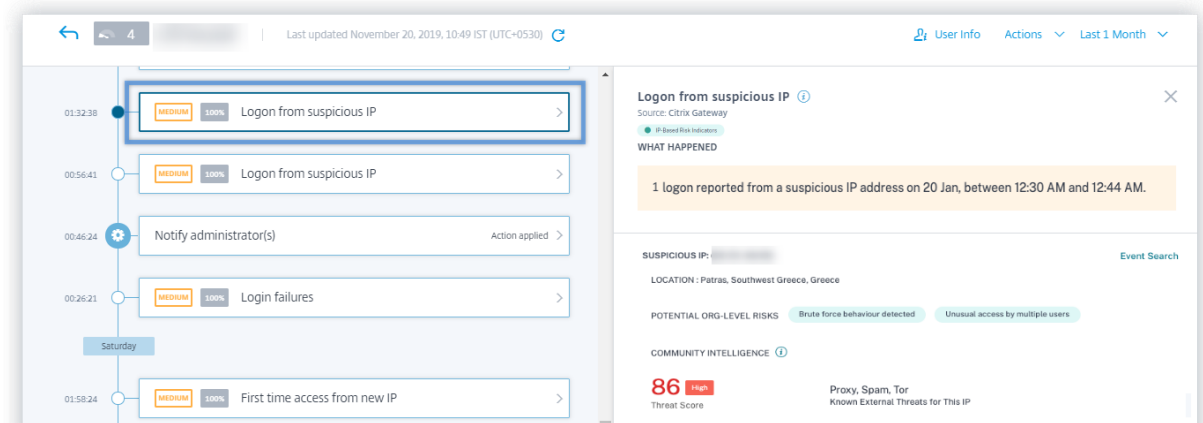 4
Last updated November 20, 2019, 10:49 IST (UTC+0530)
User Info
Actions
Last 1 Month
01:32:38
MEDIUM 100% Logon from suspicious IP
00:56:41
MEDIUM 100% Logon from suspicious IP
00:46:24
Notify administrator(s) Action applied
00:26:21
MEDIUM 100% Login failures
Saturday
01:58:24
MEDIUM 100% First time access from new IP
Logon from suspicious IP
Source: Citrix Gateway
IP-Based Risk Indicators
WHAT HAPPENED
1 logon reported from a suspicious IP address on 20 Jan, between 12:30 AM and 12:44 AM.
SUSPICIOUS IP:
Event Search
LOCATION : Patras, Southwest Greece, Greece
POTENTIAL ORG-LEVEL RISKS Brute force behaviour detected Unusual access by multiple users
COMMUNITY INTELLIGENCE
86 High
Threat Score
Proxy, Spam, Tor
Known External Threats for This IP